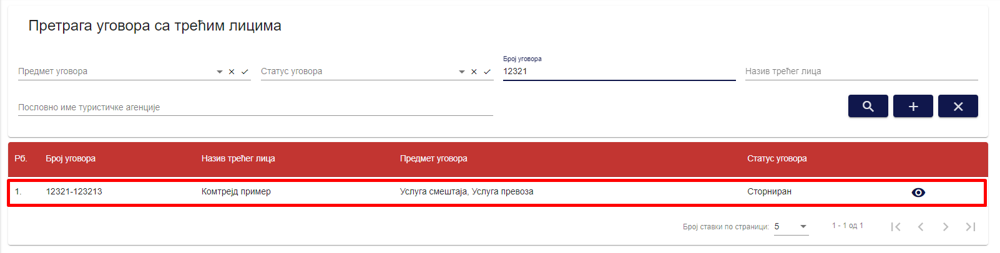 Претрага уговора са трећим лицима
Предмет уговора
Статус уговора
Број уговора
12321
Назив трећег лица
Пословно име туристичке агенције
Рб. Број уговора Назив трећег лица Предмет уговора Статус уговора
1. 12321-123213 Комтрејд пример Услуга смештаја, Услуга превоза Сторниран
Број ставки по страници: 5 1 - 1 од 1